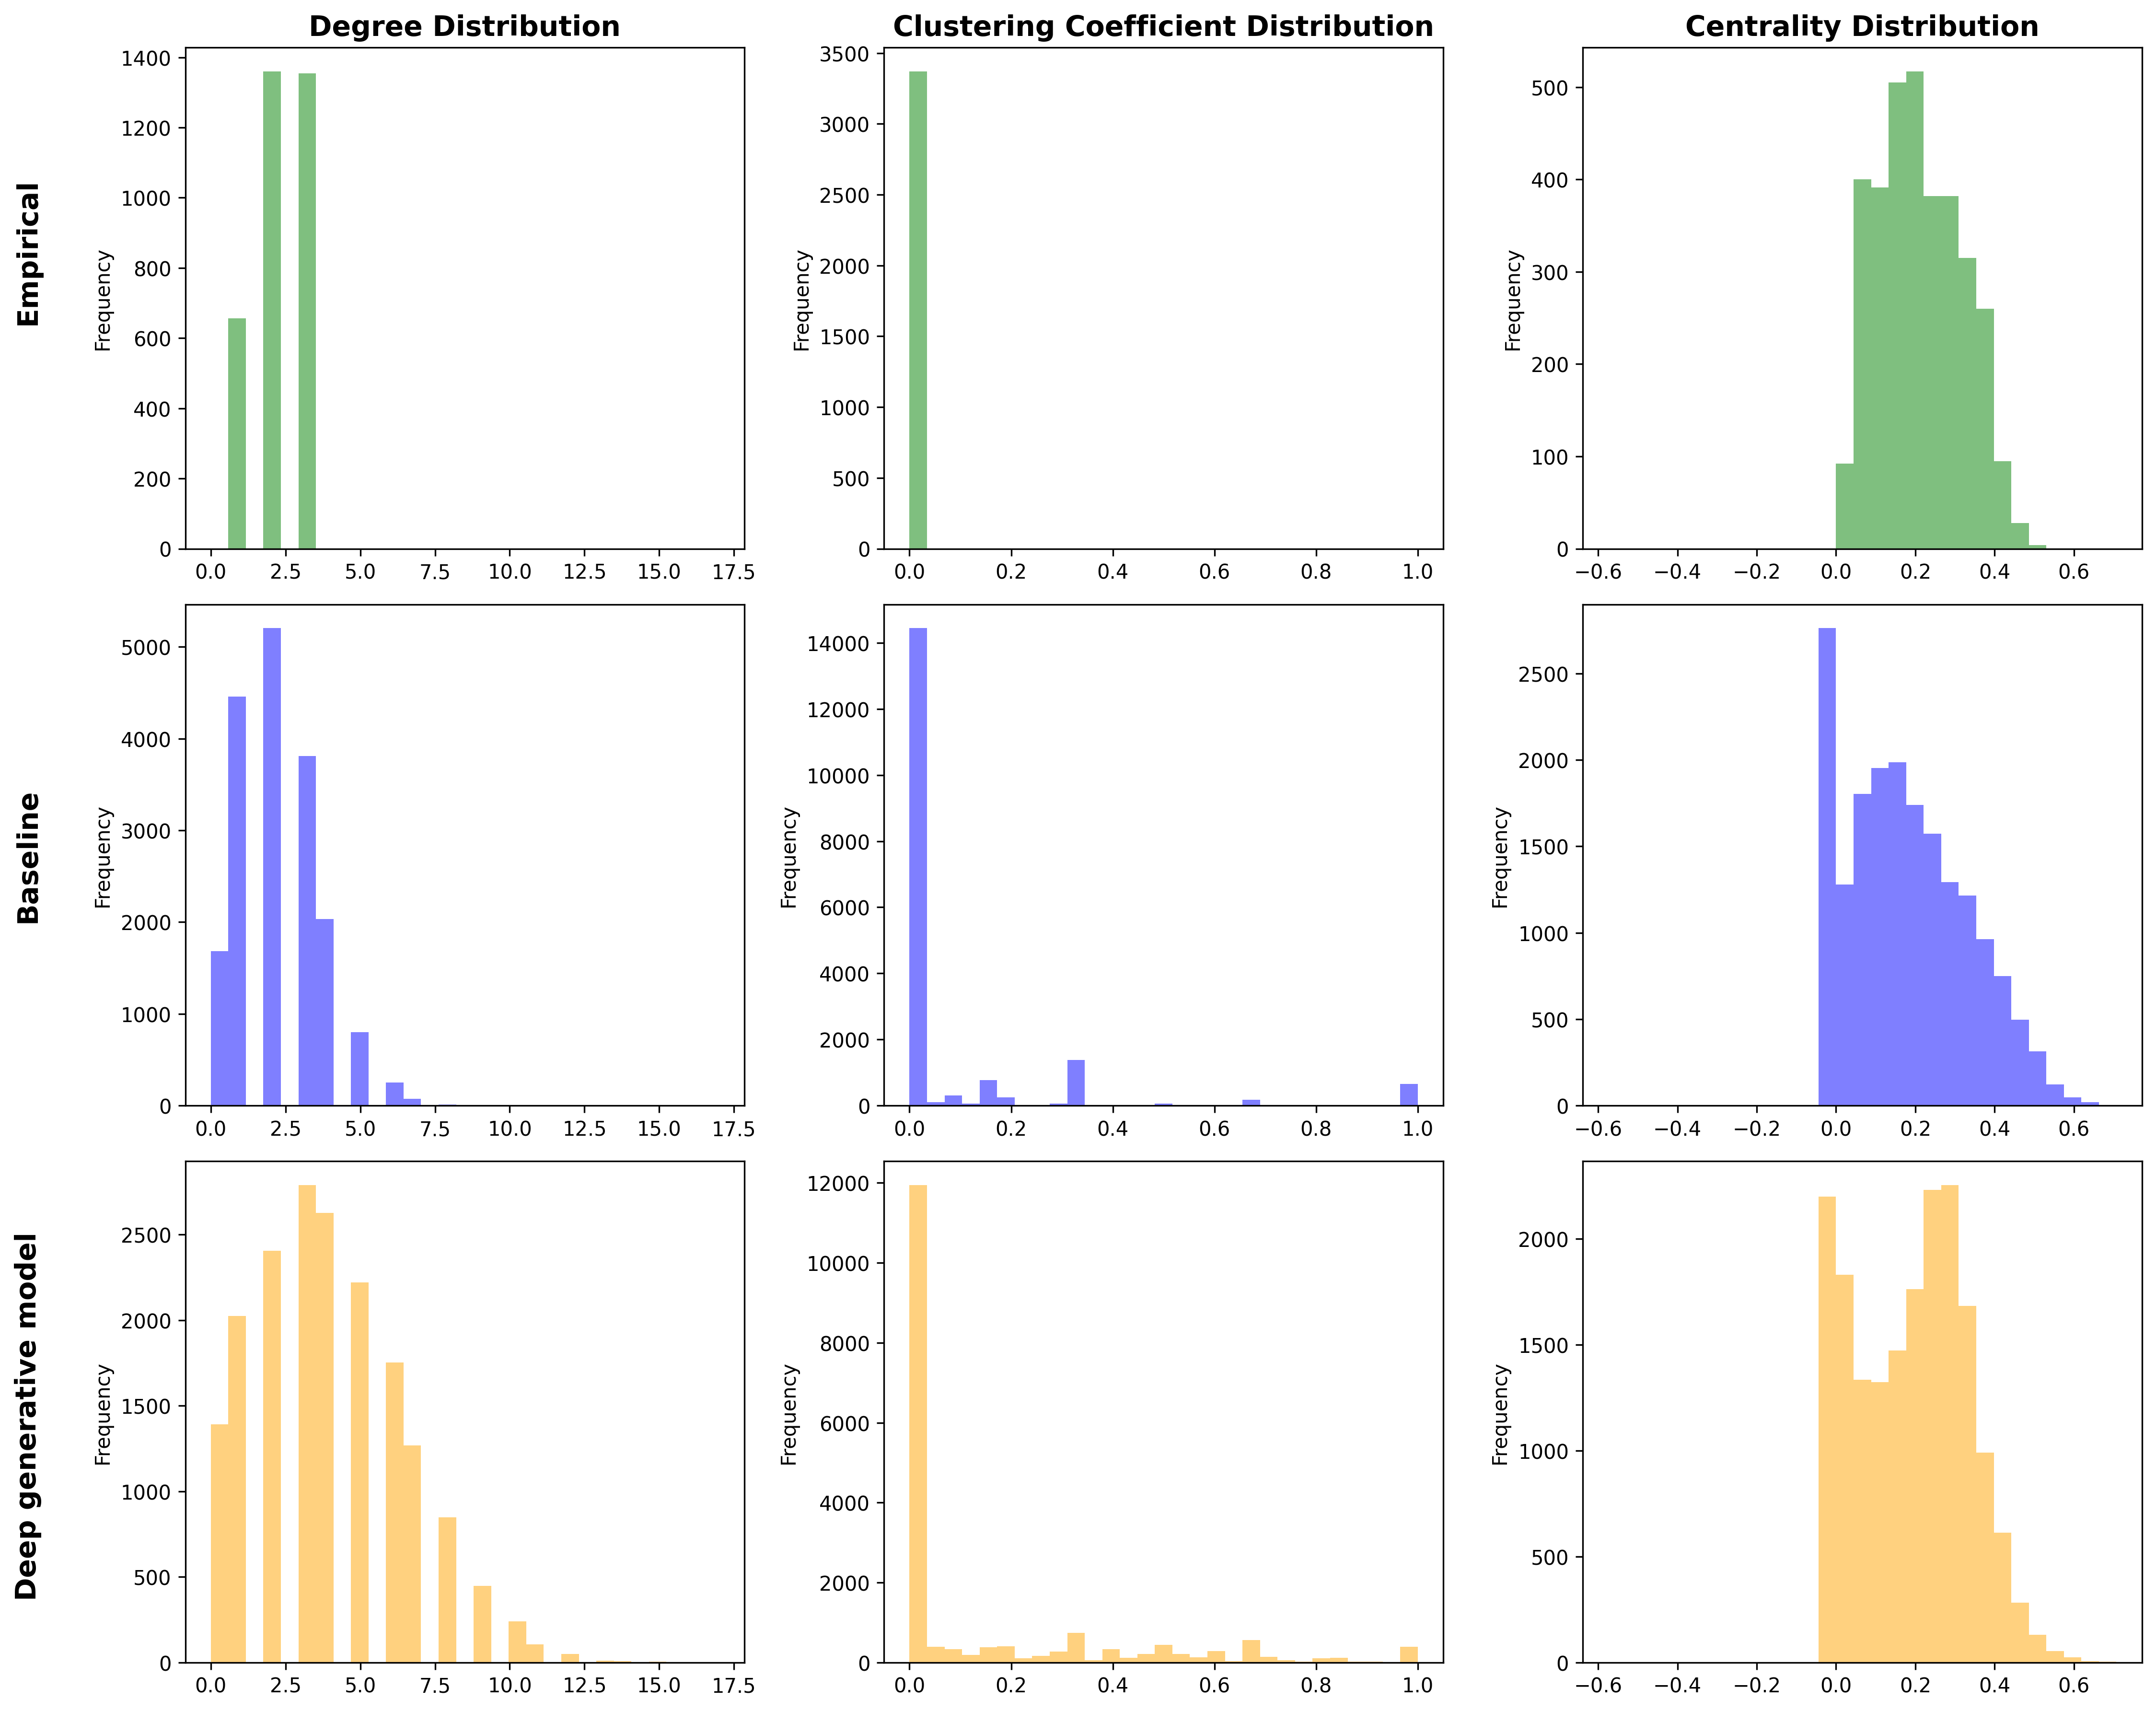 Degree Distribution
Clustering Coefficient Distribution
Centrality Distribution
Empirical
Frequency
1400
1200
1000
800
600
400
200
0
0.0 2.5 5.0 7.5 10.0 12.5 15.0 17.5
Frequency
3500
3000
2500
2000
1500
1000
500
0
0.0 0.2 0.4 0.6 0.8 1.0
Frequency
500
400
300
200
100
0
−0.6 −0.4 −0.2 0.0 0.2 0.4 0.6
Baseline
Frequency
5000
4000
3000
2000
1000
0
0.0 2.5 5.0 7.5 10.0 12.5 15.0 17.5
Frequency
14000
12000
10000
8000
6000
4000
2000
0
0.0 0.2 0.4 0.6 0.8 1.0
Frequency
2500
2000
1500
1000
500
0
−0.6 −0.4 −0.2 0.0 0.2 0.4 0.6
Deep generative model
Frequency
2500
2000
1500
1000
500
0
0.0 2.5 5.0 7.5 10.0 12.5 15.0 17.5
Frequency
12000
10000
8000
6000
4000
2000
0
0.0 0.2 0.4 0.6 0.8 1.0
Frequency
2000
1500
1000
500
0
−0.6 −0.4 −0.2 0.0 0.2 0.4 0.6